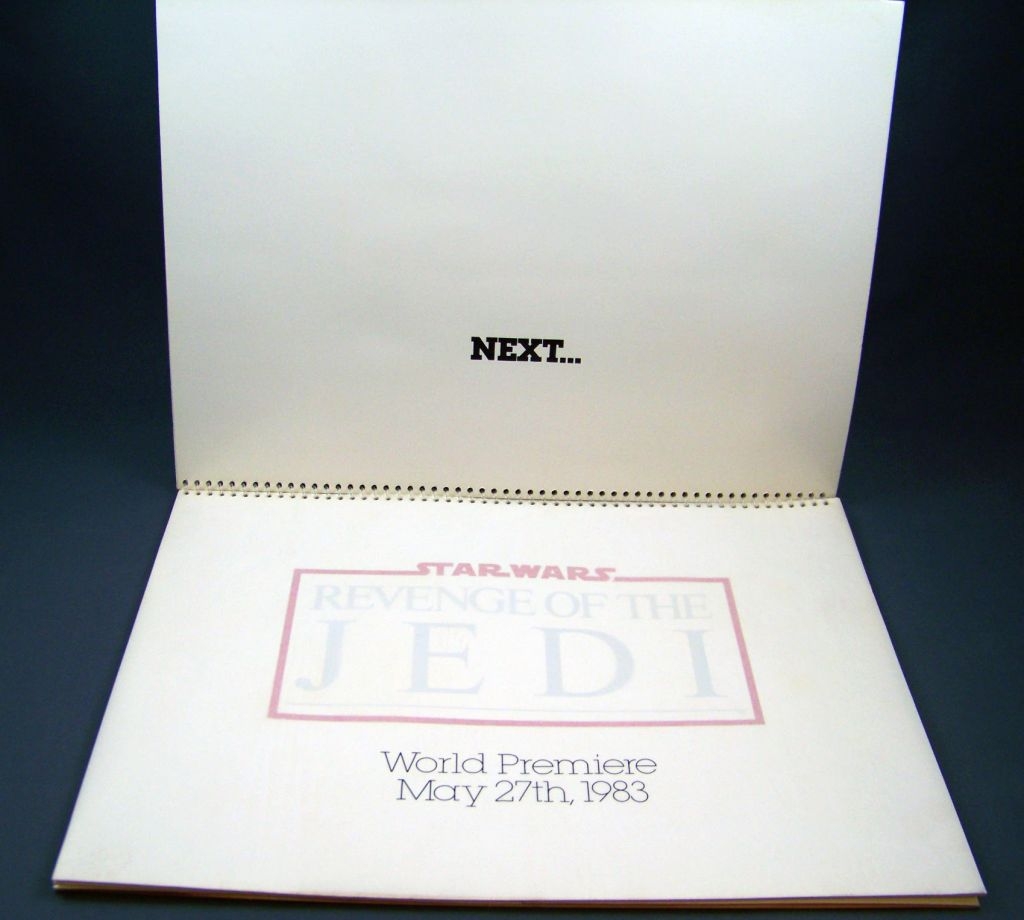 NEXT...
STAR WARS
REVENGE OF THE
JEDI
World Premiere
May 27th, 1983